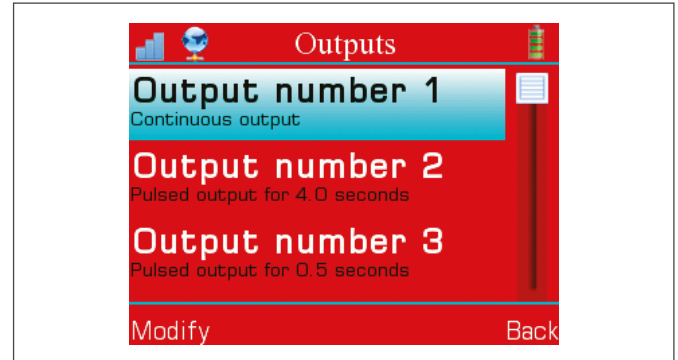 Outputs
Output number 1
Continuous output
Output number 2
Pulsed output for 4.0 seconds
Output number 3
Pulsed output for 0.5 seconds
Modify Back